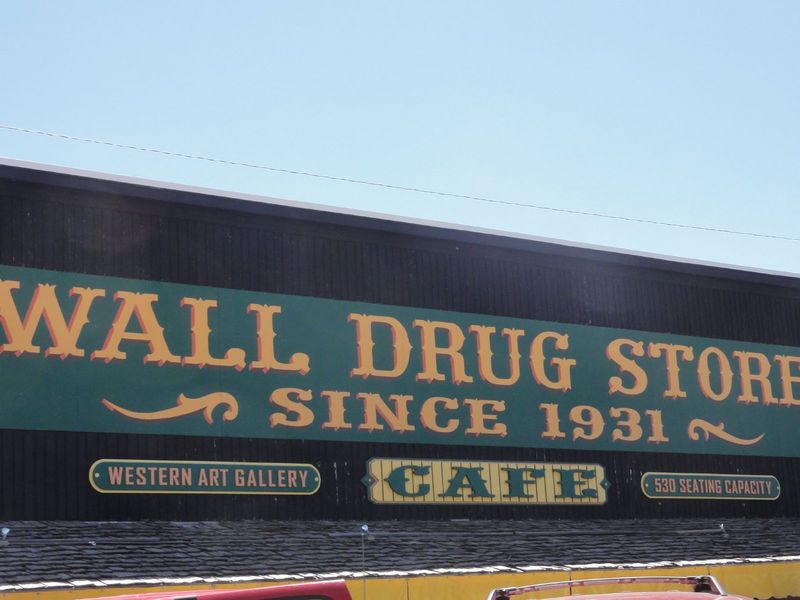 WALL DRUG STORE
SINCE 1931
WESTERN ART GALLERY
CAFE
530 SEATING CAPACITY